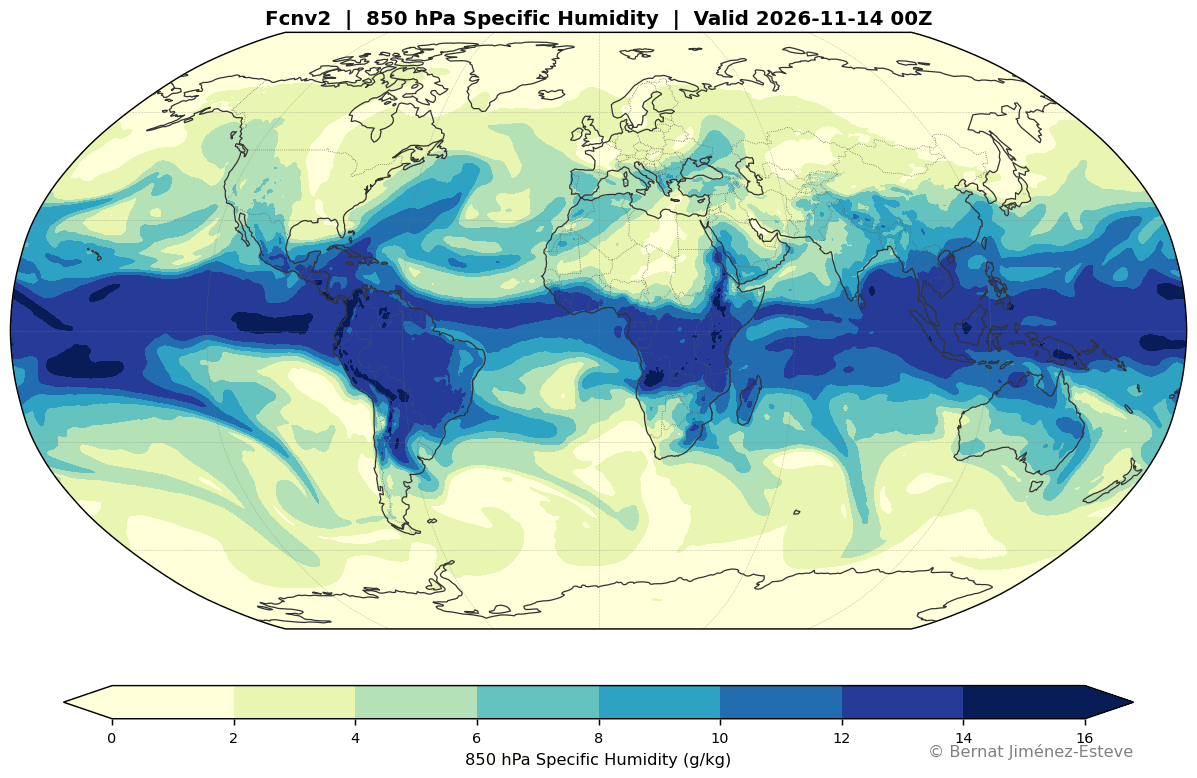 Fcnv2 | 850 hPa Specific Humidity | Valid 2026-11-14 00Z
0 2 4 6 8 10 12 14 16
850 hPa Specific Humidity (g/kg)
© Bernat Jiménez-Esteve